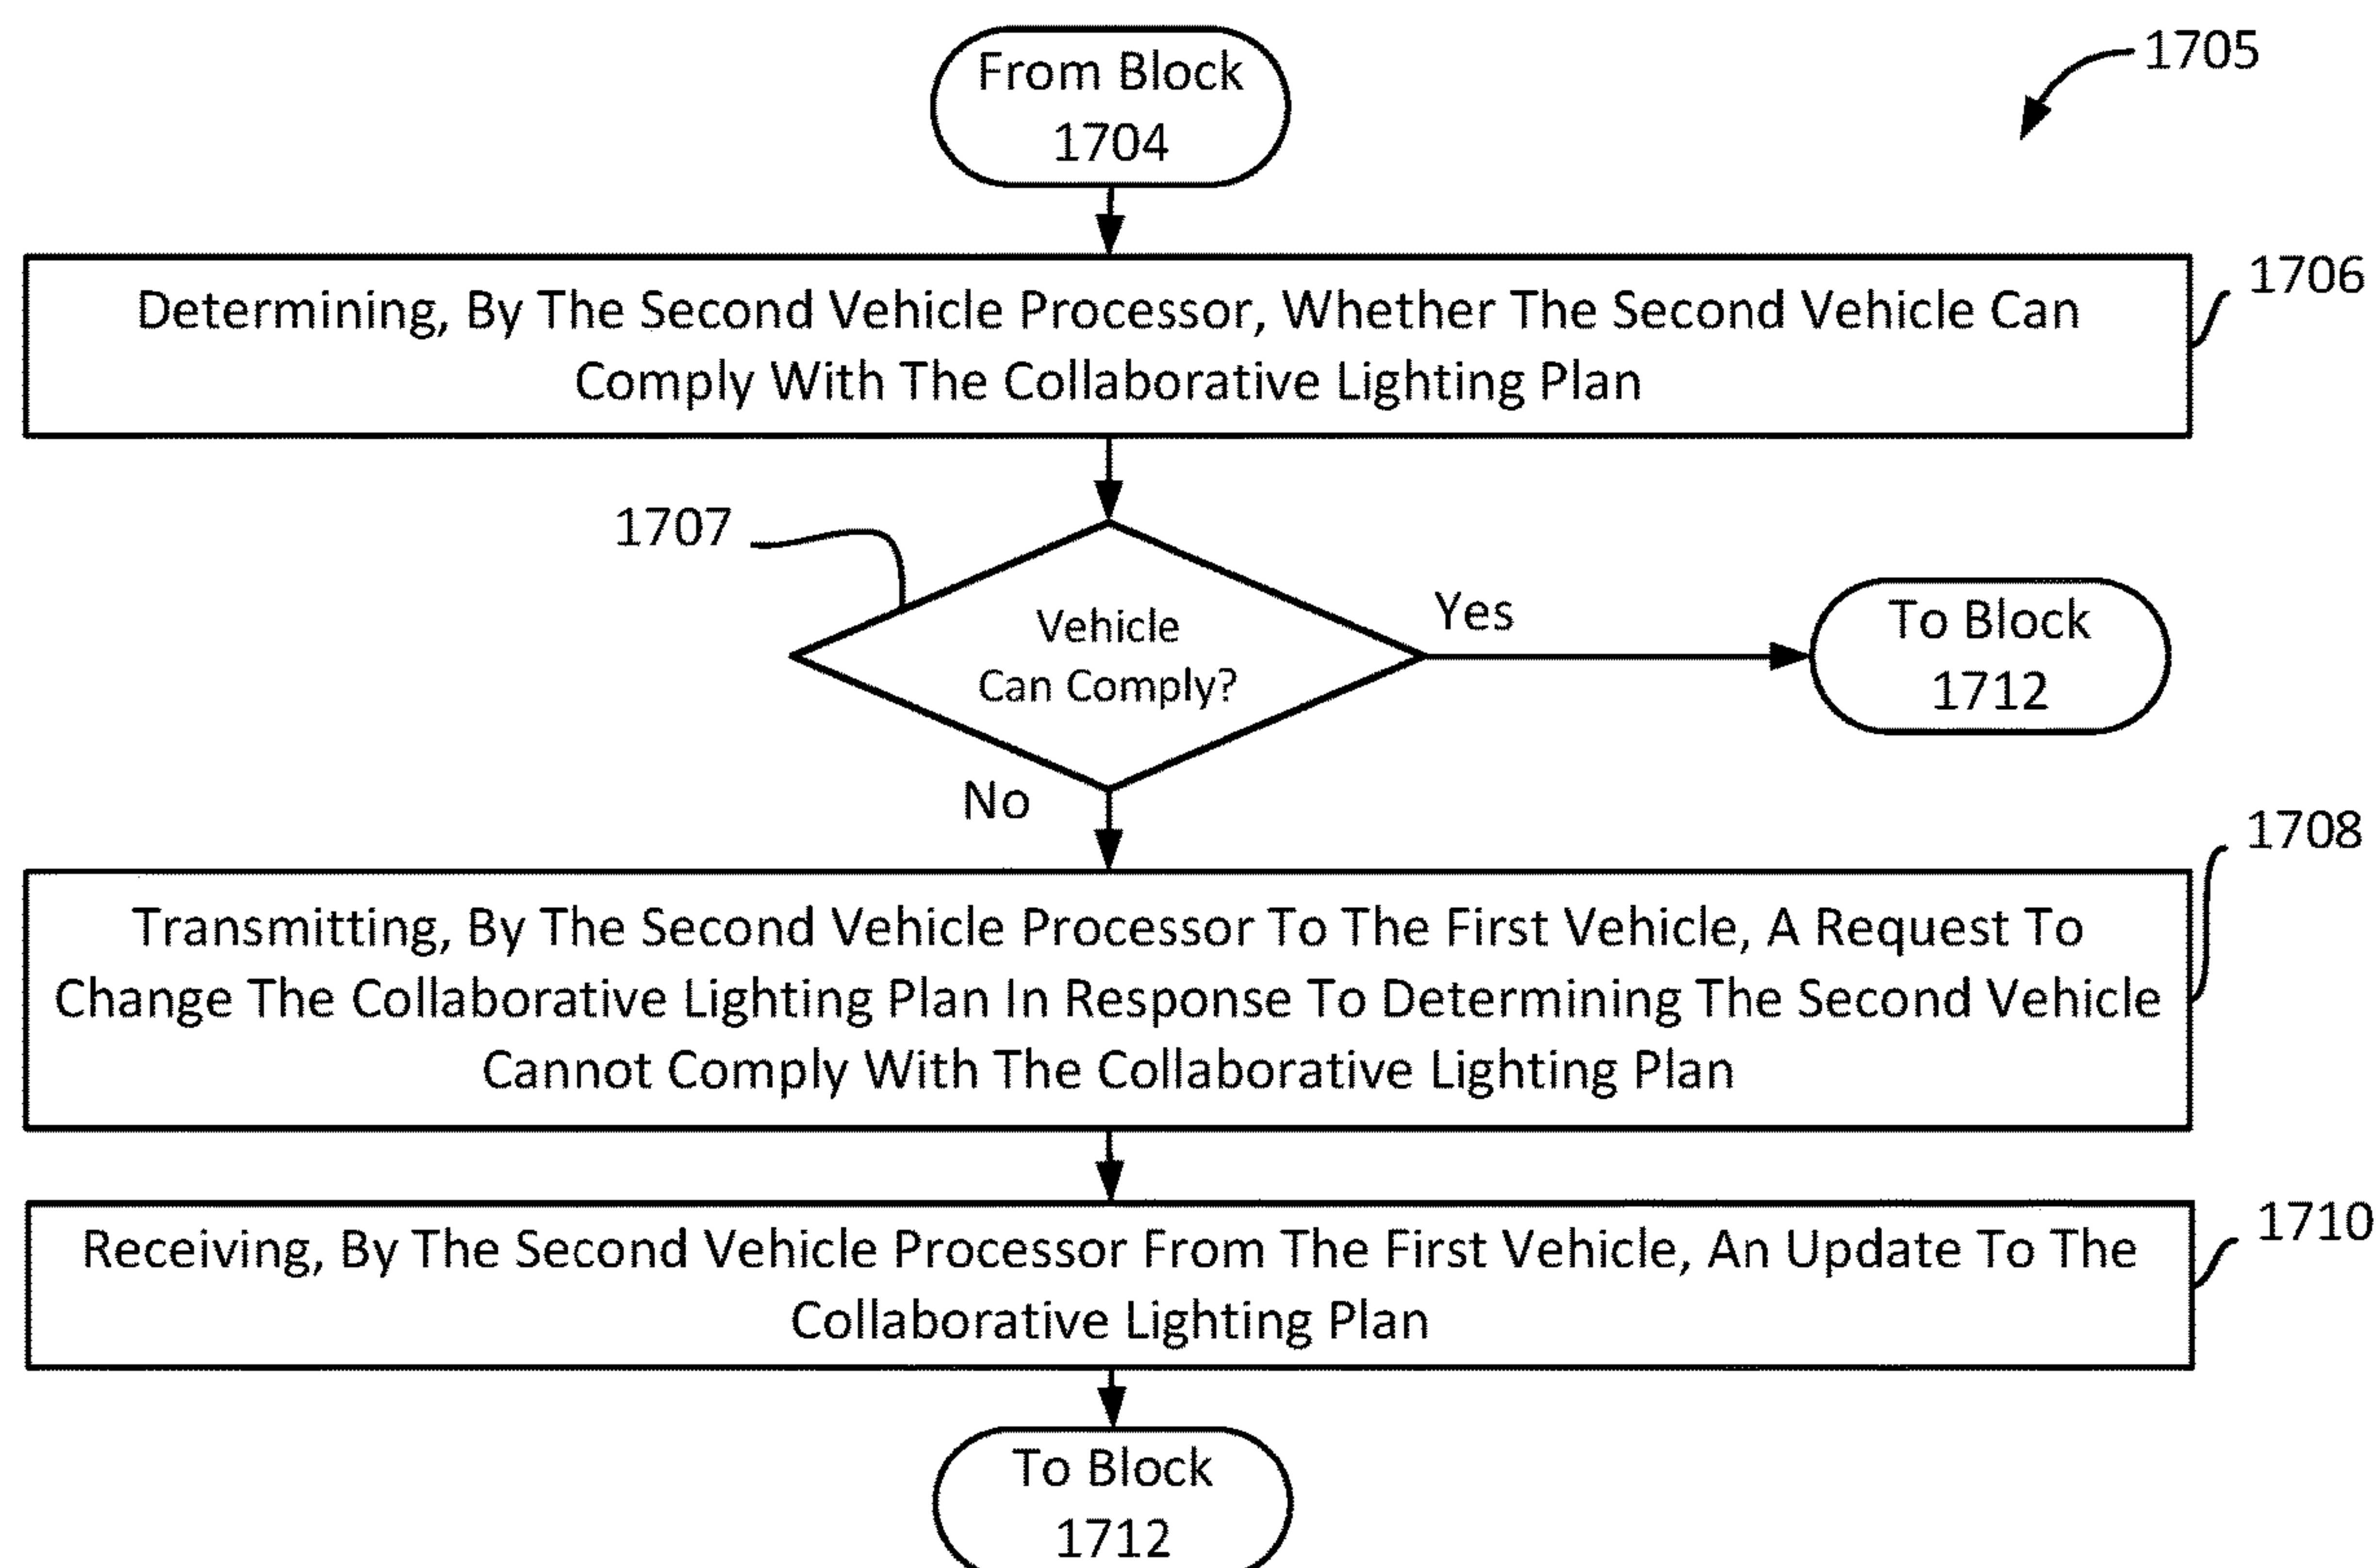 From Block
1704
1705
Determining, By The Second Vehicle Processor, Whether The Second Vehicle Can
Comply With The Collaborative Lighting Plan
1706
1707
Vehicle
Can Comply?
Yes
To Block
1712
No
1708
Transmitting, By The Second Vehicle Processor To The First Vehicle, A Request To
Change The Collaborative Lighting Plan In Response To Determining The Second Vehicle
Cannot Comply With The Collaborative Lighting Plan
1710
Receiving, By The Second Vehicle Processor From The First Vehicle, An Update To The
Collaborative Lighting Plan
To Block
1712